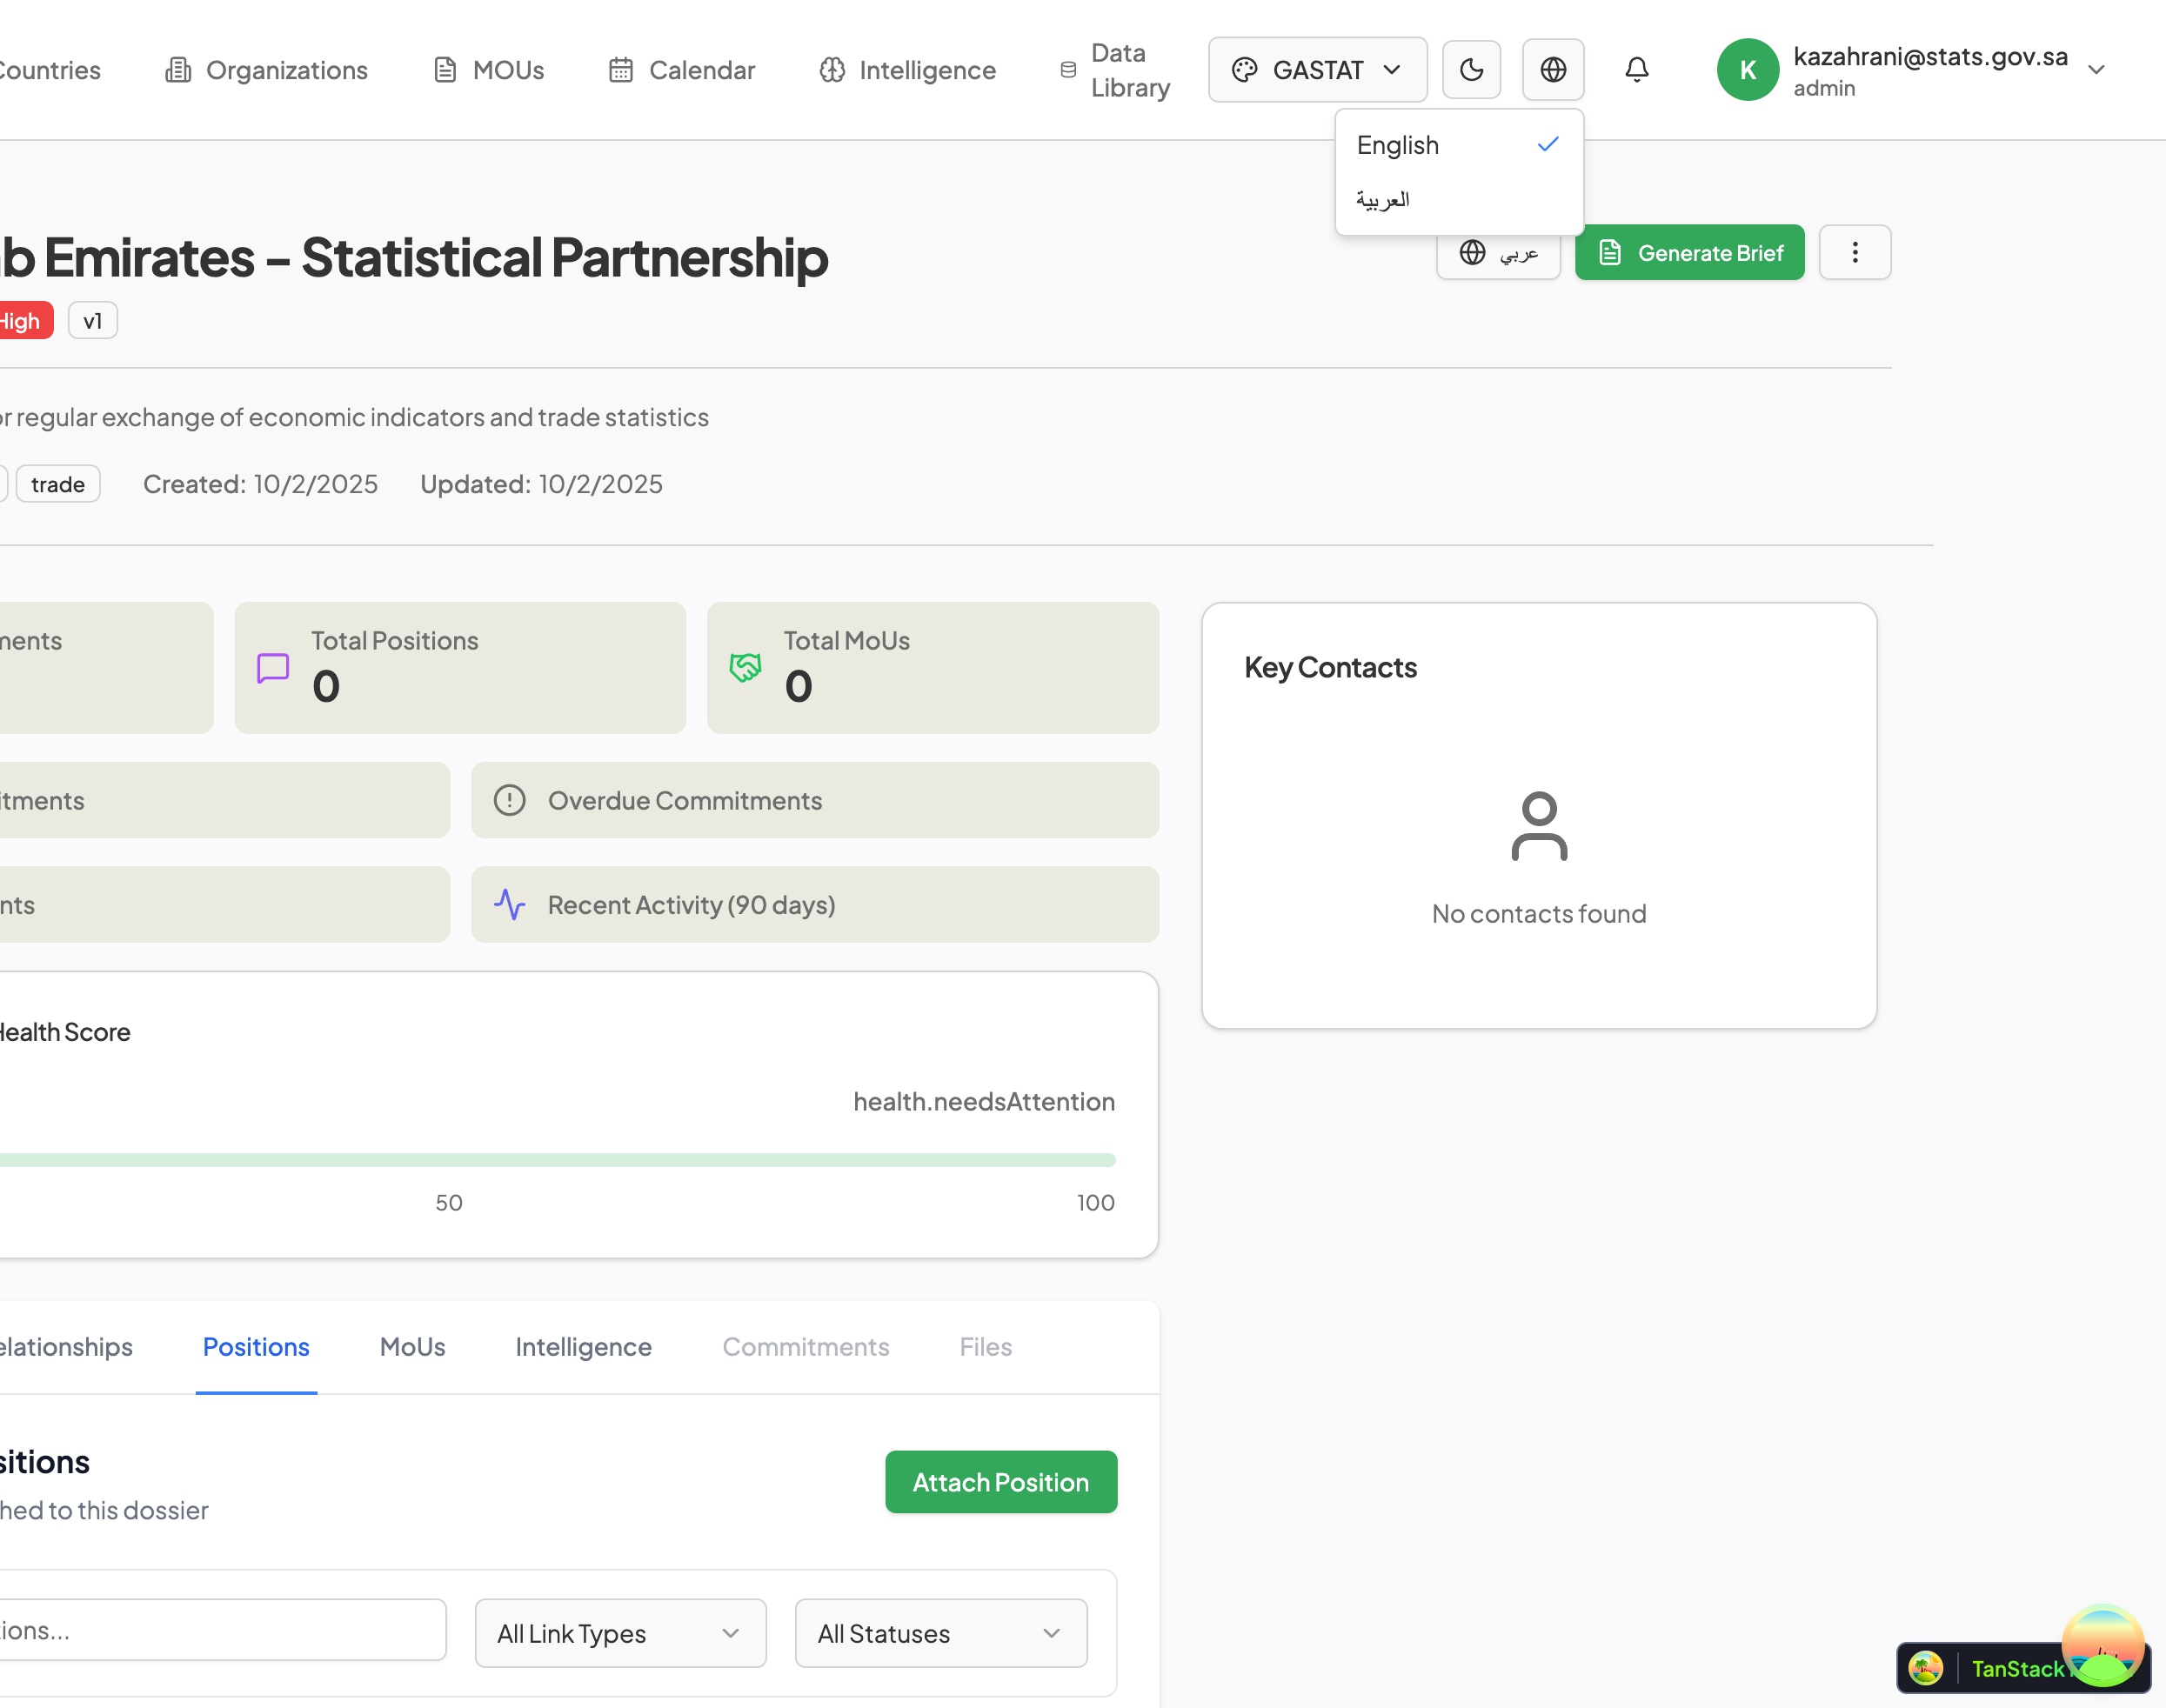 Countries
Organizations
MOUs
Calendar
Intelligence
Data
Library
GASTAT
K
kazahrani@stats.gov.sa
admin
English
العربية
b Emirates – Statistical Partnership
عربي
Generate Brief
High
v1
or regular exchange of economic indicators and trade statistics
trade
Created: 10/2/2025
Updated: 10/2/2025
ments
Total Positions
0
Total MoUs
0
Key Contacts
itments
Overdue Commitments
nts
Recent Activity (90 days)
No contacts found
Health Score
health.needsAttention
50
100
elationships
Positions
MoUs
Intelligence
Commitments
Files
sitions
hed to this dossier
Attach Position
ions...
All Link Types
All Statuses
TanStack